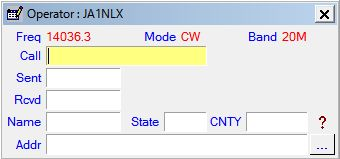 Operator : JA1NLX
Freq 14036.3 Mode CW Band 20M
Call
Sent
Rcvd
Name State CNTY ?
Addr ...